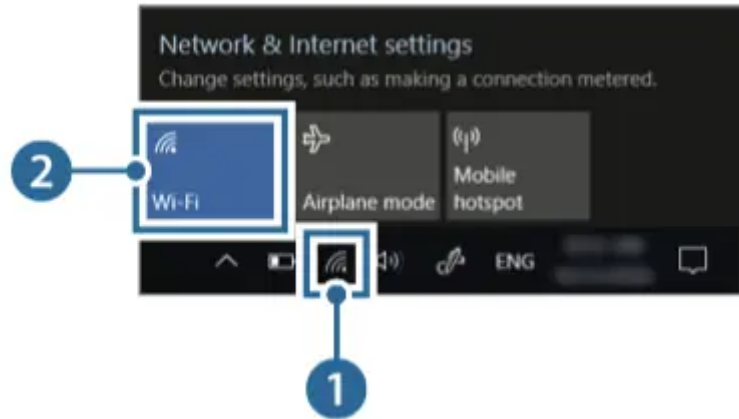 Network & Internet settings
Change settings, such as making a connection metered.
2
Wi-Fi
Airplane mode
Mobile
hotspot
ENG
1